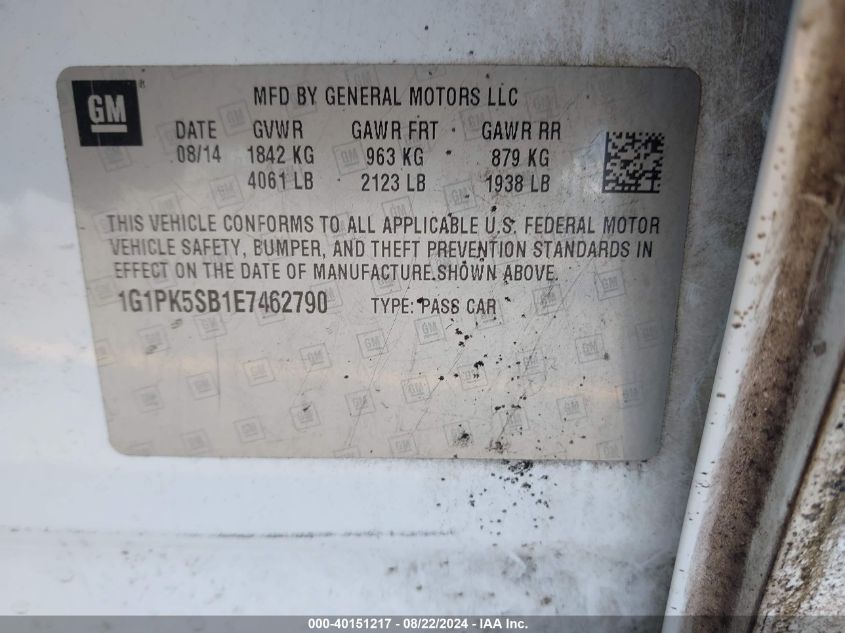 GM
MFD BY GENERAL MOTORS LLC
DATE GVWR GAWR FRT GAWR RR
08/14 1842 KG 963 KG 879 KG
4061 LB 2123 LB 1938 LB
THIS VEHICLE CONFORMS TO ALL APPLICABLE U.S. FEDERAL MOTOR
VEHICLE SAFETY, BUMPER, AND THEFT PREVENTION STANDARDS IN
EFFECT ON THE DATE OF MANUFACTURE SHOWN ABOVE.
1G1PK5SB1E7462790 TYPE: PASS CAR
000-40151217 - 08/22/2024 - IAA Inc.